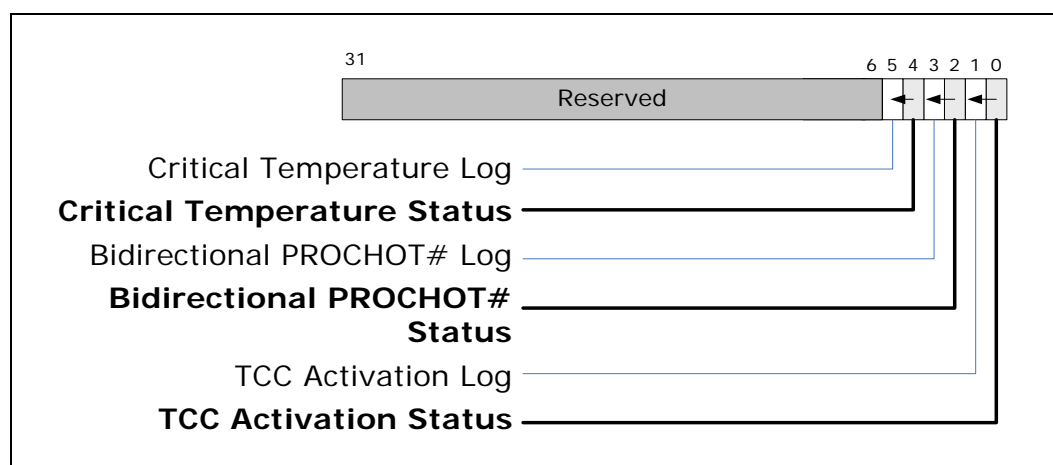 31 6 5 4 3 2 1 0
Reserved
Critical Temperature Log
Critical Temperature Status
Bidirectional PROCHOT# Log
Bidirectional PROCHOT#
Status
TCC Activation Log
TCC Activation Status